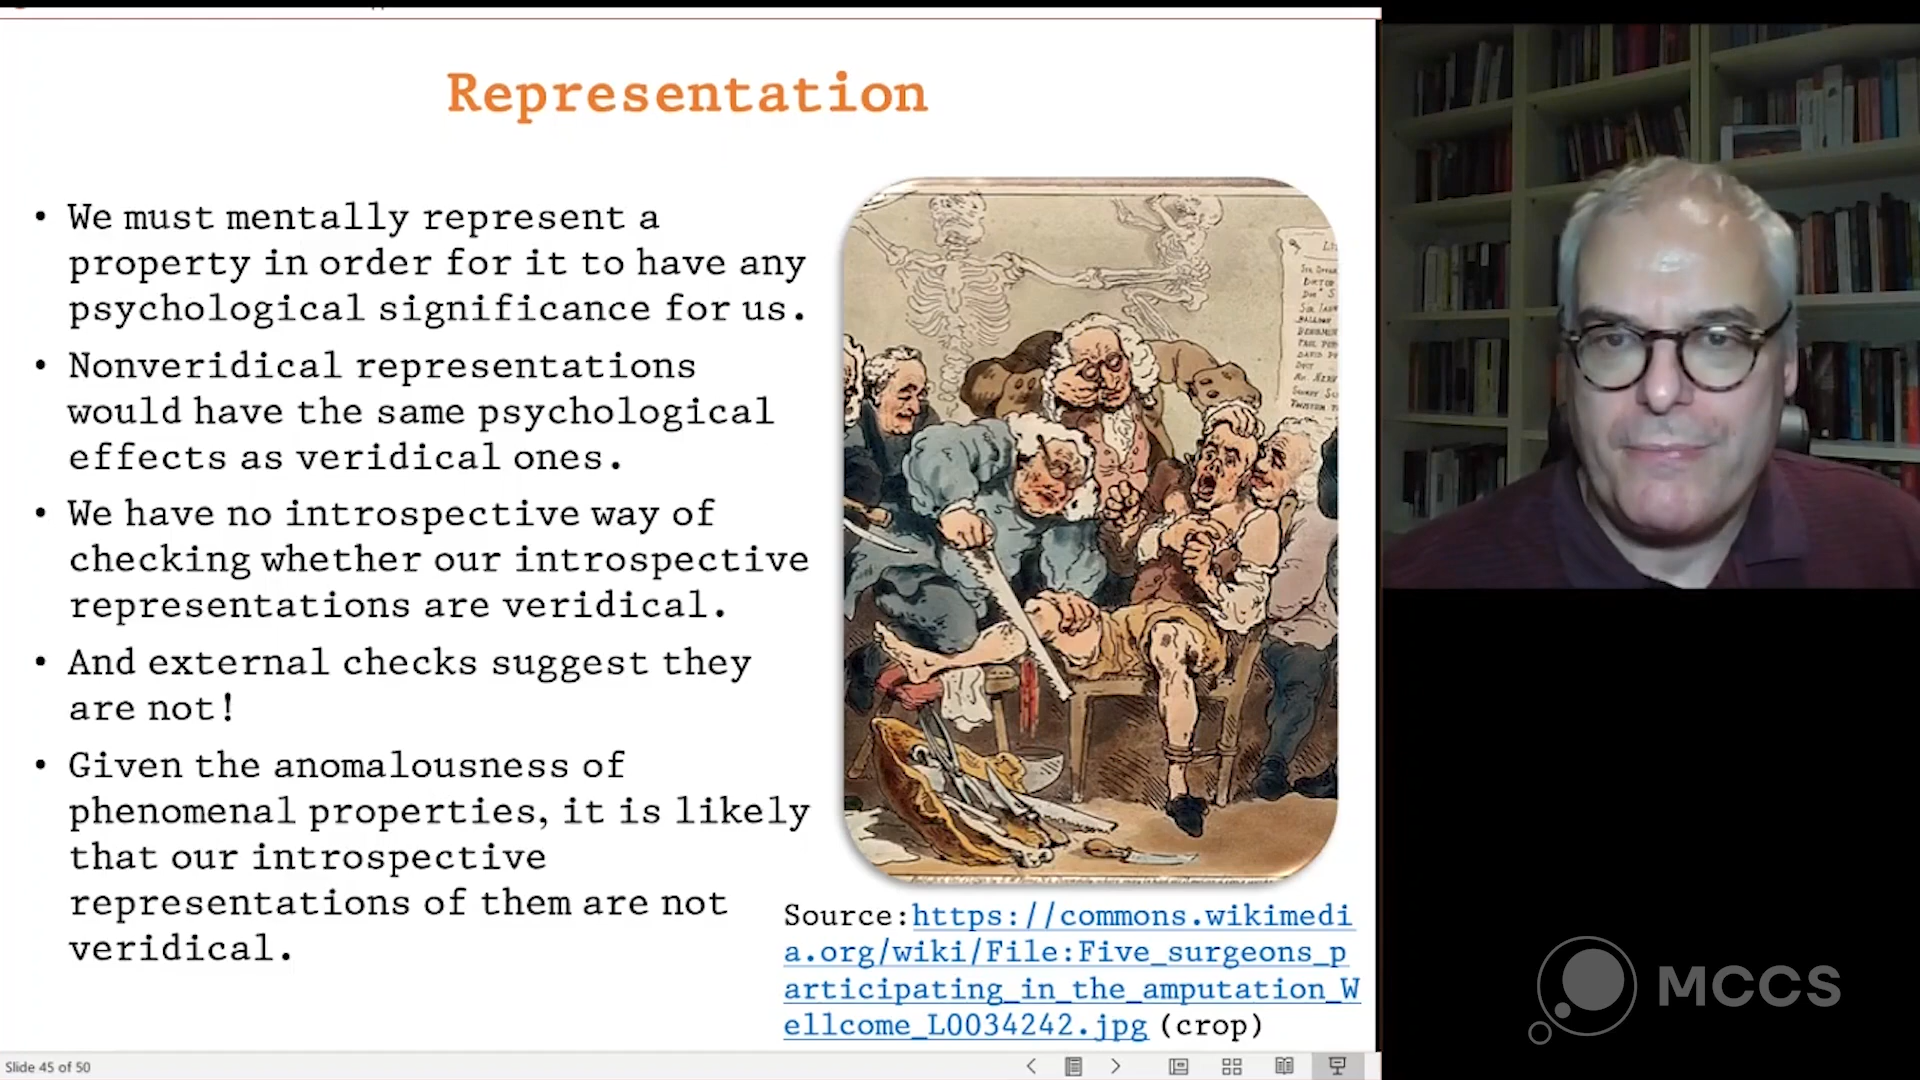 Representation
• We must mentally represent a
property in order for it to have any
psychological significance for us.
• Nonveridical representations
would have the same psychological
effects as veridical ones.
• We have no introspective way of
checking whether our introspective
representations are veridical.
• And external checks suggest they
are not!
• Given the anomalousness of
phenomenal properties, it is likely
that our introspective
representations of them are not
veridical.
Source:https://commons.wikimedi
a.org/wiki/File:Five_surgeons_p
articipating_in_the_amputation_W
ellcome_L0034242.jpg (crop)
MCCS
Slide 45 of 50